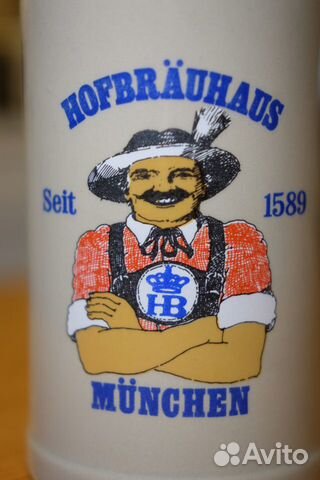 HOFBRÄUHAUS
Seit 1589
HB
MÜNCHEN
Avito